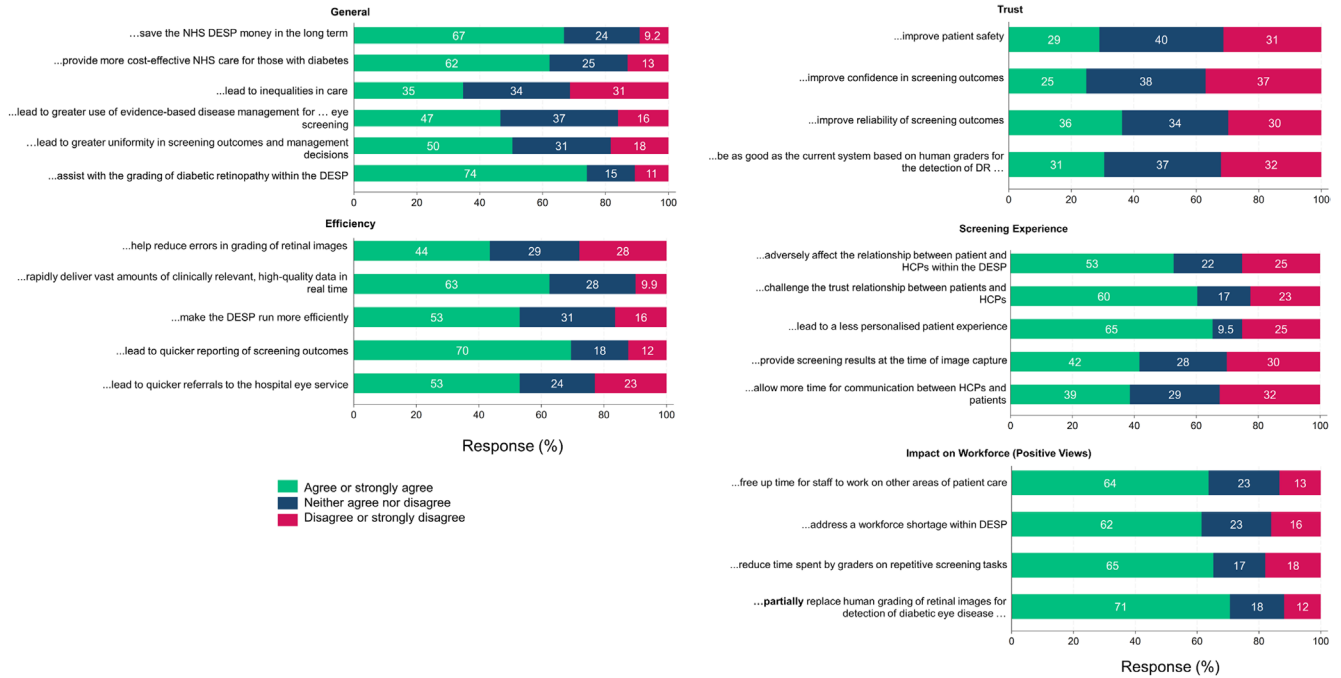 General
...save the NHS DESP money in the long term
67 24 9.2
...provide more cost-effective NHS care for those with diabetes
62 25 13
...lead to inequalities in care
35 34 31
...lead to greater use of evidence-based disease management for … eye
screening
47 37 16
...lead to greater uniformity in screening outcomes and management
decisions
50 31 18
...assist with the grading of diabetic retinopathy within the DESP
74 15 11
0 20 40 60 80 100
Efficiency
...help reduce errors in grading of retinal images
44 29 28
...rapidly deliver vast amounts of clinically relevant, high-quality data in
real time
63 28 9.9
...make the DESP run more efficiently
53 31 16
...lead to quicker reporting of screening outcomes
70 18 12
...lead to quicker referrals to the hospital eye service
53 24 23
0 20 40 60 80 100
Response (%)
Agree or strongly agree
Neither agree nor disagree
Disagree or strongly disagree
Trust
...improve patient safety
29 40 31
...improve confidence in screening outcomes
25 38 37
...improve reliability of screening outcomes
36 34 30
...be as good as the current system based on human graders for
the detection of DR …
31 37 32
0 20 40 60 80 100
Screening Experience
...adversely affect the relationship between patient and
HCPs within the DESP
53 22 25
...challenge the trust relationship between patients and
HCPs
60 17 23
...lead to a less personalised patient experience
65 9.5 25
...provide screening results at the time of image capture
42 28 30
...allow more time for communication between HCPs and
patients
39 29 32
0 20 40 60 80 100
Impact on Workforce (Positive Views)
...free up time for staff to work on other areas of patient care
64 23 13
...address a workforce shortage within DESP
62 23 16
...reduce time spent by graders on repetitive screening tasks
65 17 18
...partially replace human grading of retinal images for
detection of diabetic eye disease …
71 18 12
0 20 40 60 80 100
Response (%)